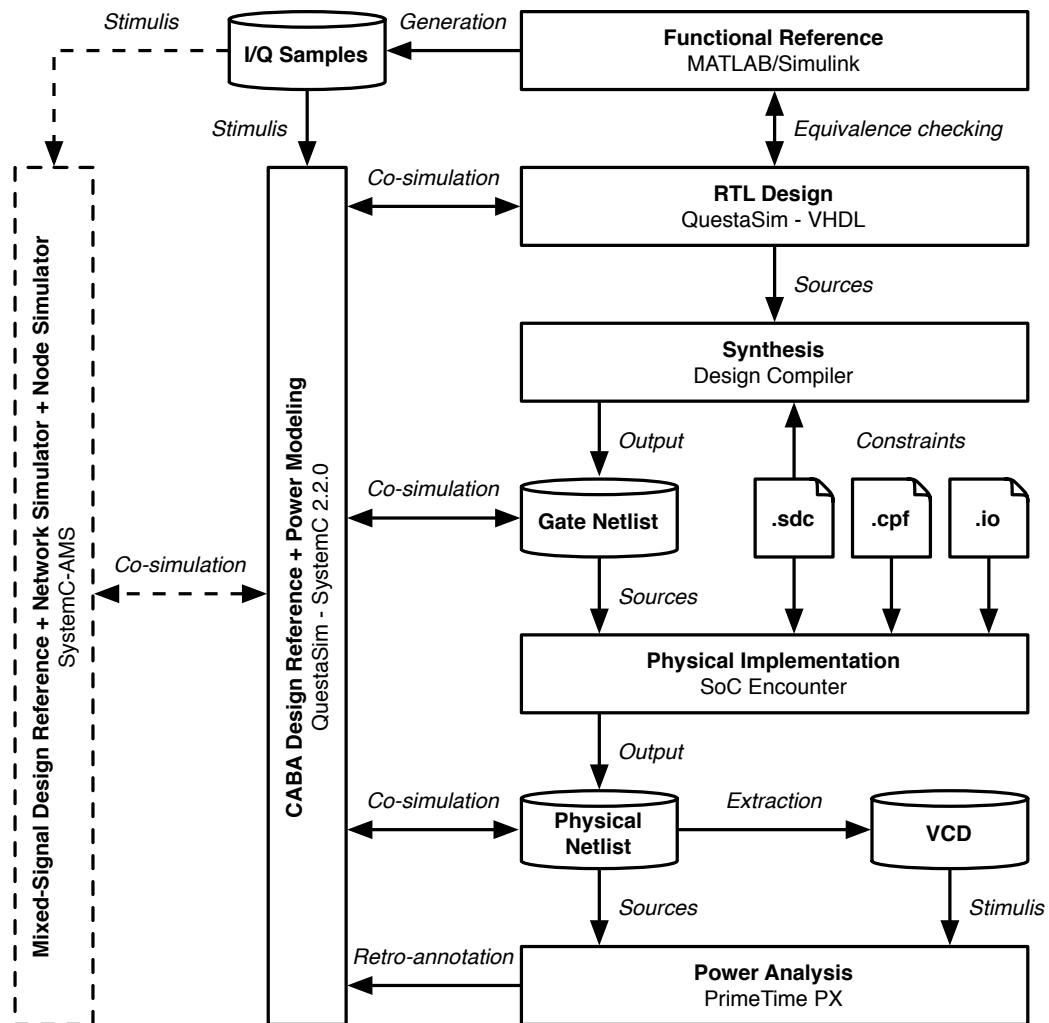 Stimulis
Generation
I/Q Samples
Functional Reference
MATLAB/Simulink
Stimulis
Equivalence checking
Co-simulation
RTL Design
QuestaSim - VHDL
Sources
Synthesis
Design Compiler
Output
Constraints
Co-simulation
Gate Netlist
.sdc
.cpf
.io
Co-simulation
Sources
Physical Implementation
SoC Encounter
Output
Co-simulation
Physical
Netlist
Extraction
VCD
Sources
Stimulis
Retro-annotation
Power Analysis
PrimeTime PX
Mixed-Signal Design Reference + Network Simulator + Node Simulator
SystemC-AMS
CABA Design Reference + Power Modeling
QuestaSim - SystemC 2.2.0